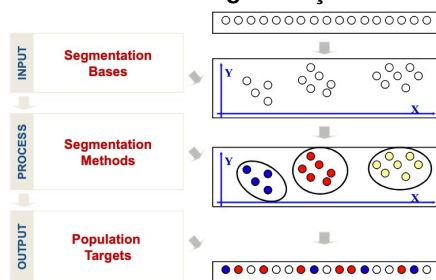 INPUT
Segmentation
Bases
Y
X
PROCESS
Segmentation
Methods
Y
X
OUTPUT
Population
Targets